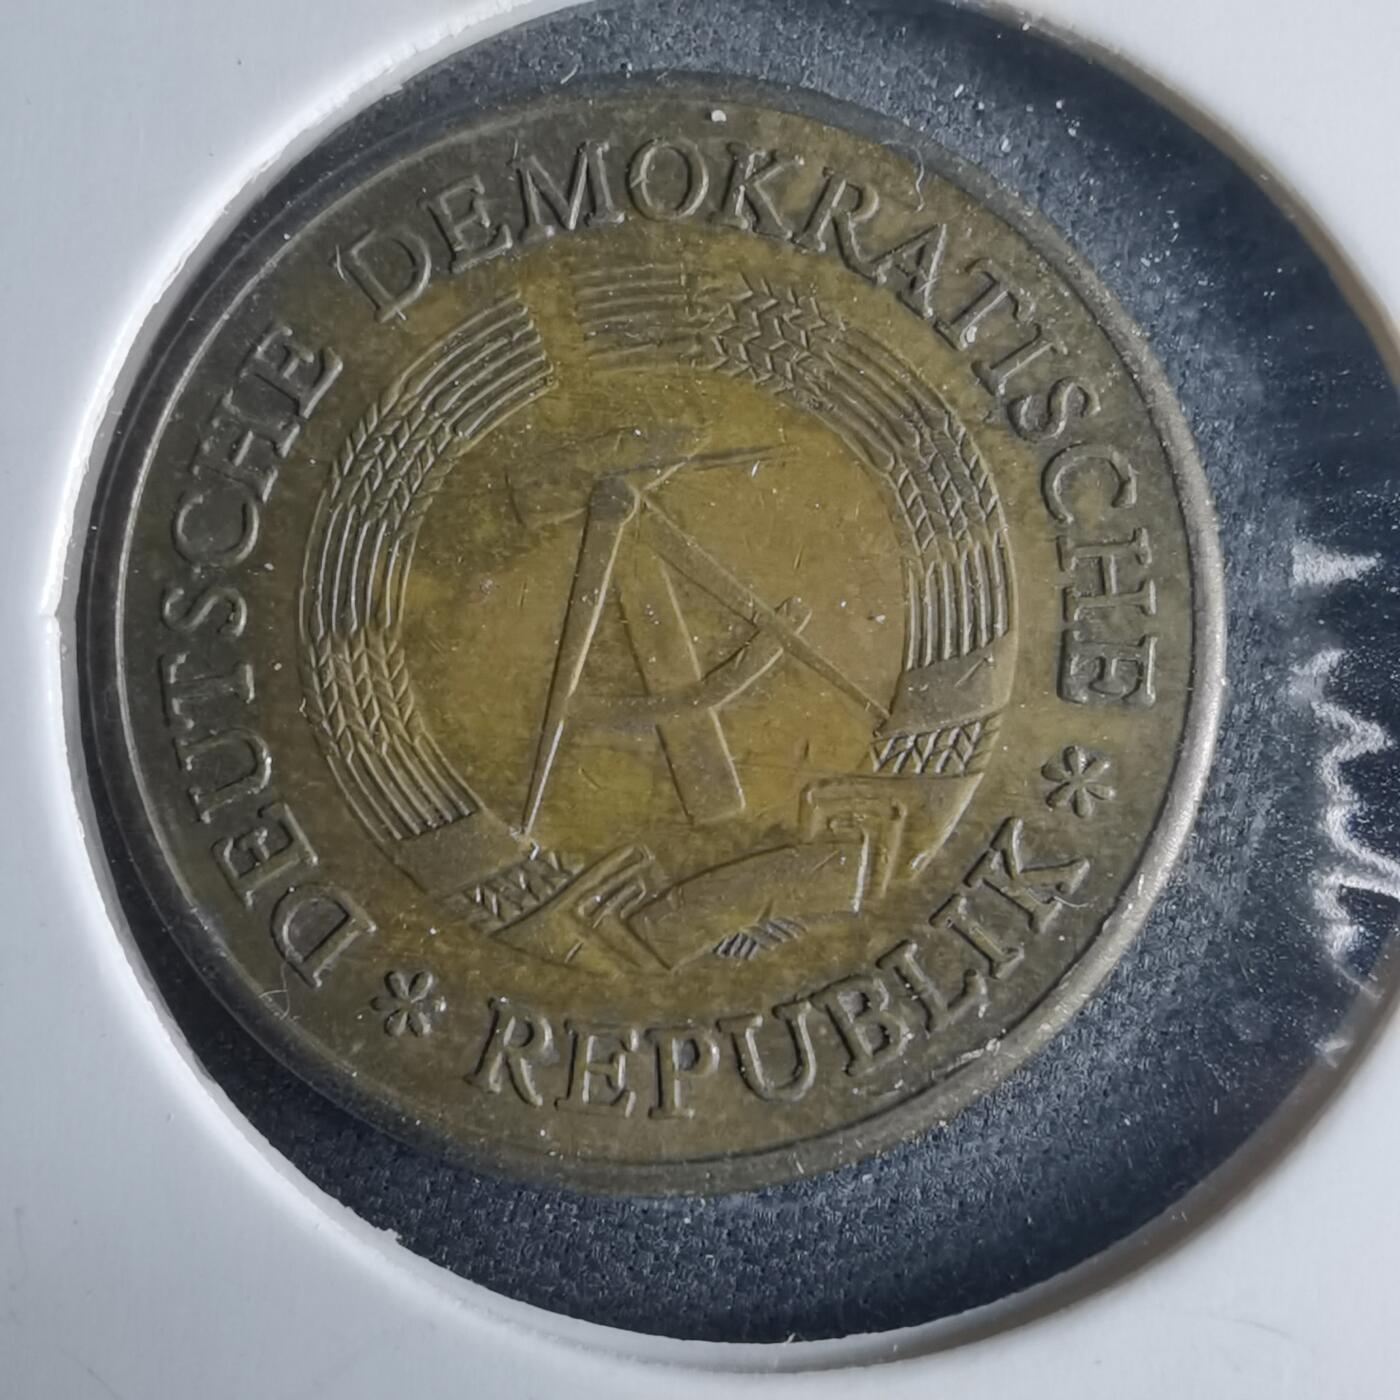 DEUTSCHE DEMOKRATISCHE
* REPUBLIK *